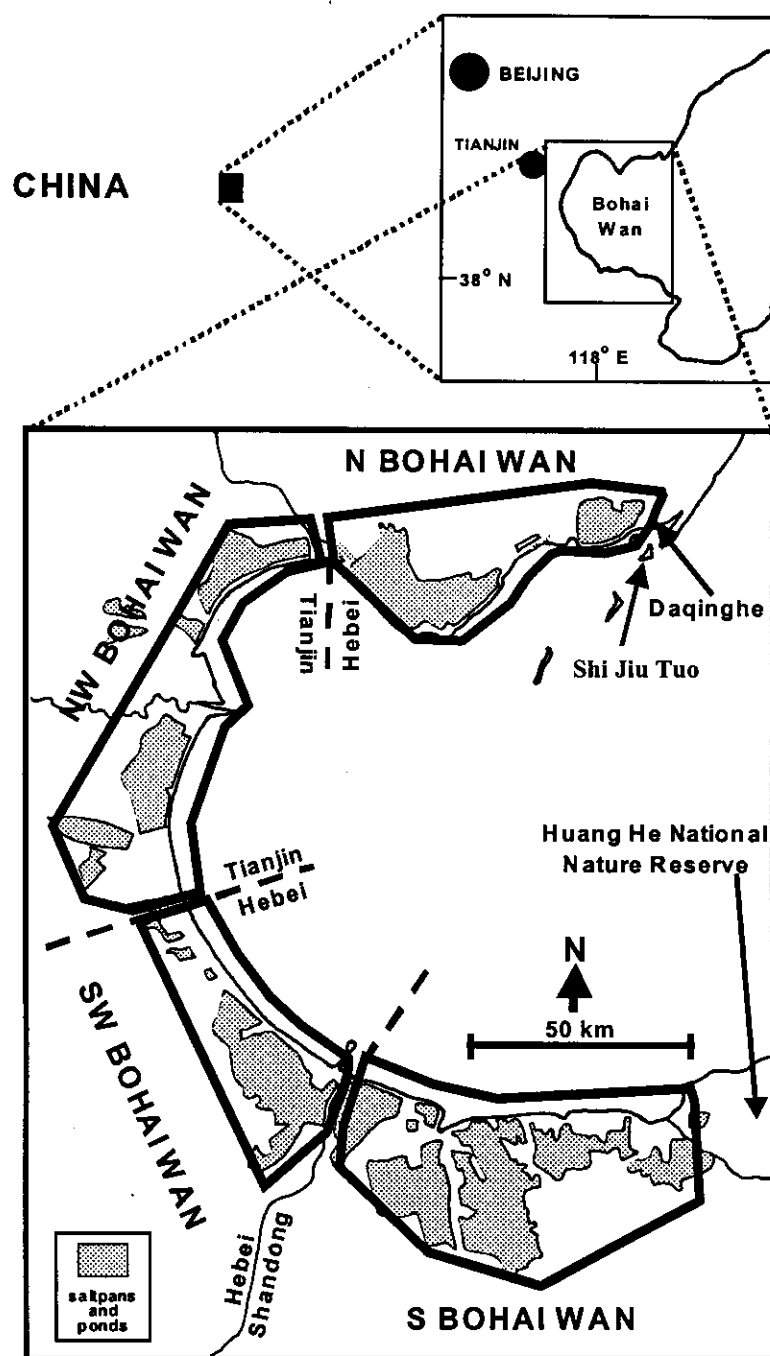 BEIJING
TIANJIN
CHINA
Bohai
Wan
38° N
118° E
N BOHAI WAN
NW BOHAI WAN
Tianjin
Hebei
Daqinghe
Shi Jiu Tuo
Huang He National
Nature Reserve
Tianjin
Hebei
N
50 km
SW BOHAI WAN
Hebei
Shandong
saltpans
and
ponds
S BOHAI WAN